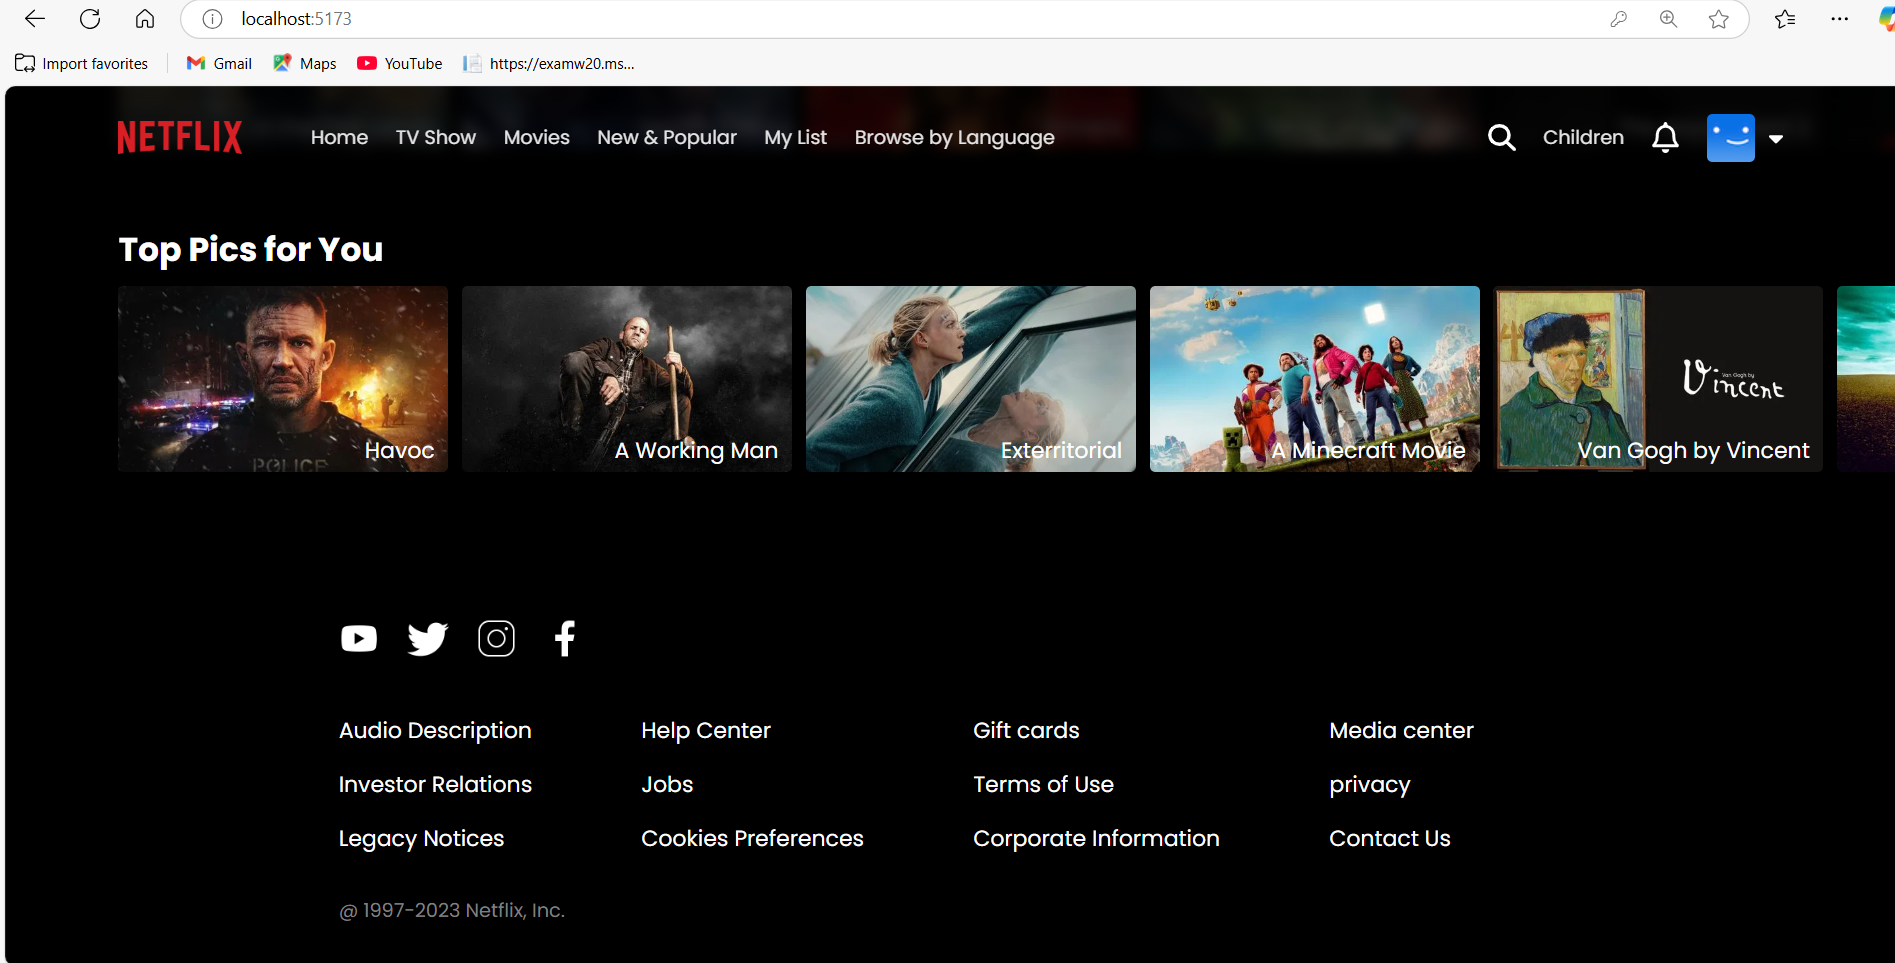 localhost:5173
Import favorites
Gmail
Maps
YouTube
https://examw20.ms...
NETFLIX
Home
TV Show
Movies
New & Popular
My List
Browse by Language
Children
Top Pics for You
POLICE
Havoc
A Working Man
Exterritorial
A Minecraft Movie
Van Gogh by
Vincent
Van Gogh by Vincent
Audio Description
Help Center
Gift cards
Media center
Investor Relations
Jobs
Terms of Use
privacy
Legacy Notices
Cookies Preferences
Corporate Information
Contact Us
@ 1997-2023 Netflix, Inc.